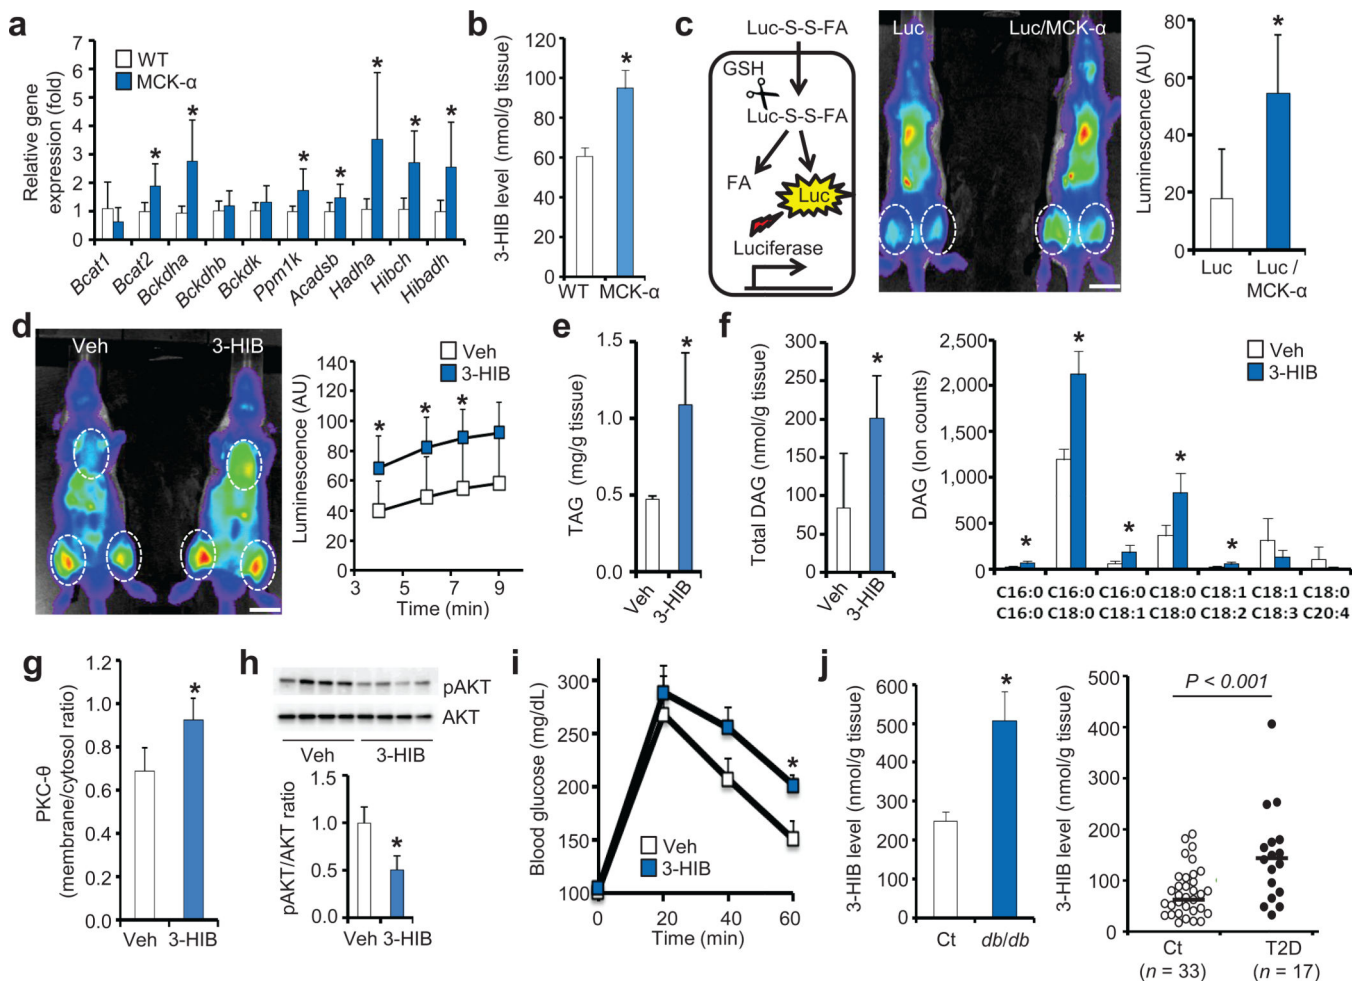 a
Relative gene
expression (fold)
7
6
5
4
3
2
1
0
WT
MCK-α
*
*
*
*
*
*
*
Bcat1
Bcat2
Bckdha
Bckdhb
Bckdk
Ppm1k
Acadsb
Hadha
Hibch
Hibadh
b
3-HIB level (nmol/g tissue)
120
100
80
60
40
20
0
*
WT
MCK-α
c
Luc-S-S-FA
GSH
Luc-S-S-FA
FA
Luc
Luciferase
Luc
Luc/MCK-α
Luminescence (AU)
80
60
40
20
0
*
Luc
Luc /
MCK-α
d
Veh
3-HIB
Luminescence (AU)
140
120
100
80
60
40
20
0
Veh
3-HIB
*
*
*
3
5
7
9
Time (min)
e
TAG (mg/g tissue)
1.5
1.0
0.5
0.0
*
Veh
3-HIB
f
Total DAG (nmol/g tissue)
300
250
200
150
100
50
0
*
Veh
3-HIB
DAG (Ion counts)
2,500
2,000
1,500
1,000
500
0
Veh
3-HIB
*
*
*
*
*
C16:0 C16:0 C16:0 C18:0 C18:1 C18:1 C18:0
C16:0 C18:0 C18:1 C18:0 C18:2 C18:3 C20:4
g
PKC-θ
(membrane/cytosol ratio)
1.2
1.0
0.8
0.6
0.4
0.2
0.0
*
Veh
3-HIB
h
pAKT
AKT
Veh
3-HIB
pAKT/AKT ratio
1.5
1.0
0.5
0.0
*
Veh
3-HIB
i
Blood glucose (mg/dL)
300
250
200
150
100
*
Veh
3-HIB
0
20
40
60
Time (min)
j
3-HIB level (nmol/g tissue)
600
500
400
300
200
100
0
*
Ct
db/db
3-HIB level (nmol/g tissue)
500
400
300
200
100
0
P < 0.001
Ct
(n = 33)
T2D
(n = 17)